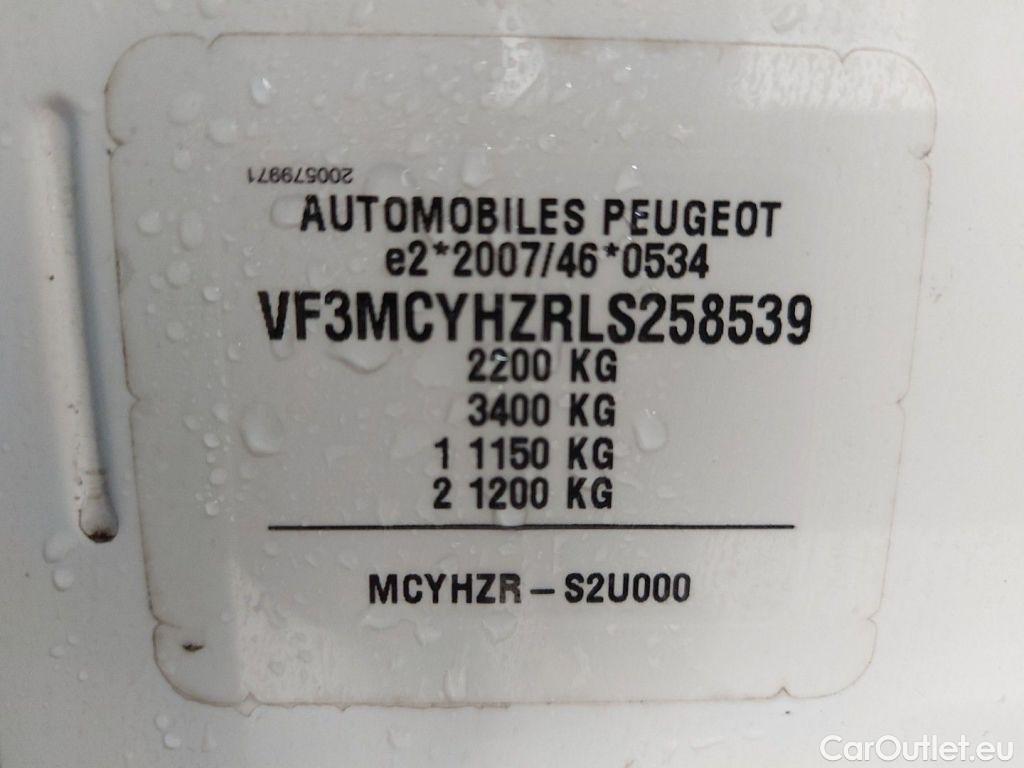 200579971
AUTOMOBILES PEUGEOT
e2*2007/46*0534
VF3MCYHZRLS258539
2200 KG
3400 KG
1 1150 KG
2 1200 KG
MCYHZR – S2U000
CarOutlet.eu